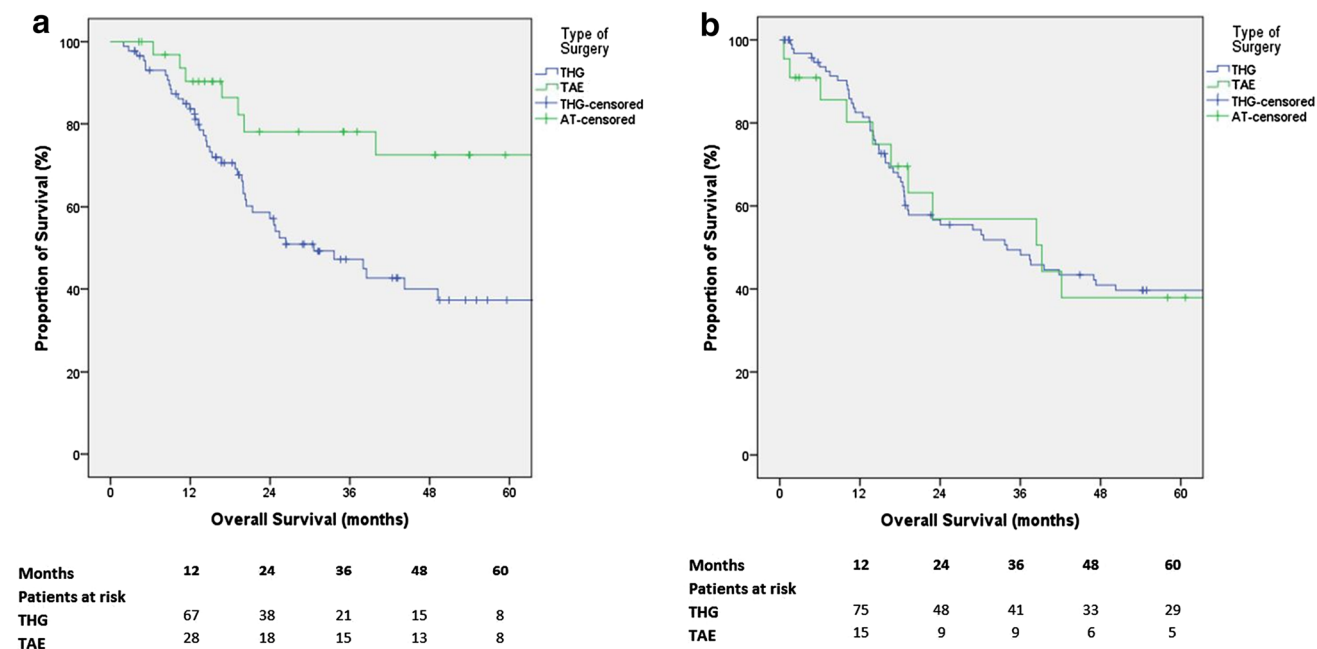 a
Type of
Surgery
THG
TAE
THG-censored
AT-censored
Proportion of Survival (%)
100
80
60
40
20
0
0 12 24 36 48 60
Overall Survival (months)
Months 12 24 36 48 60
Patients at risk
THG 67 38 21 15 8
TAE 28 18 15 13 8
b
Type of
Surgery
THG
TAE
THG-censored
AT-censored
Proportion of Survival (%)
100
80
60
40
20
0
0 12 24 36 48 60
Overall Survival (months)
Months 12 24 36 48 60
Patients at risk
THG 75 48 41 33 29
TAE 15 9 9 6 5